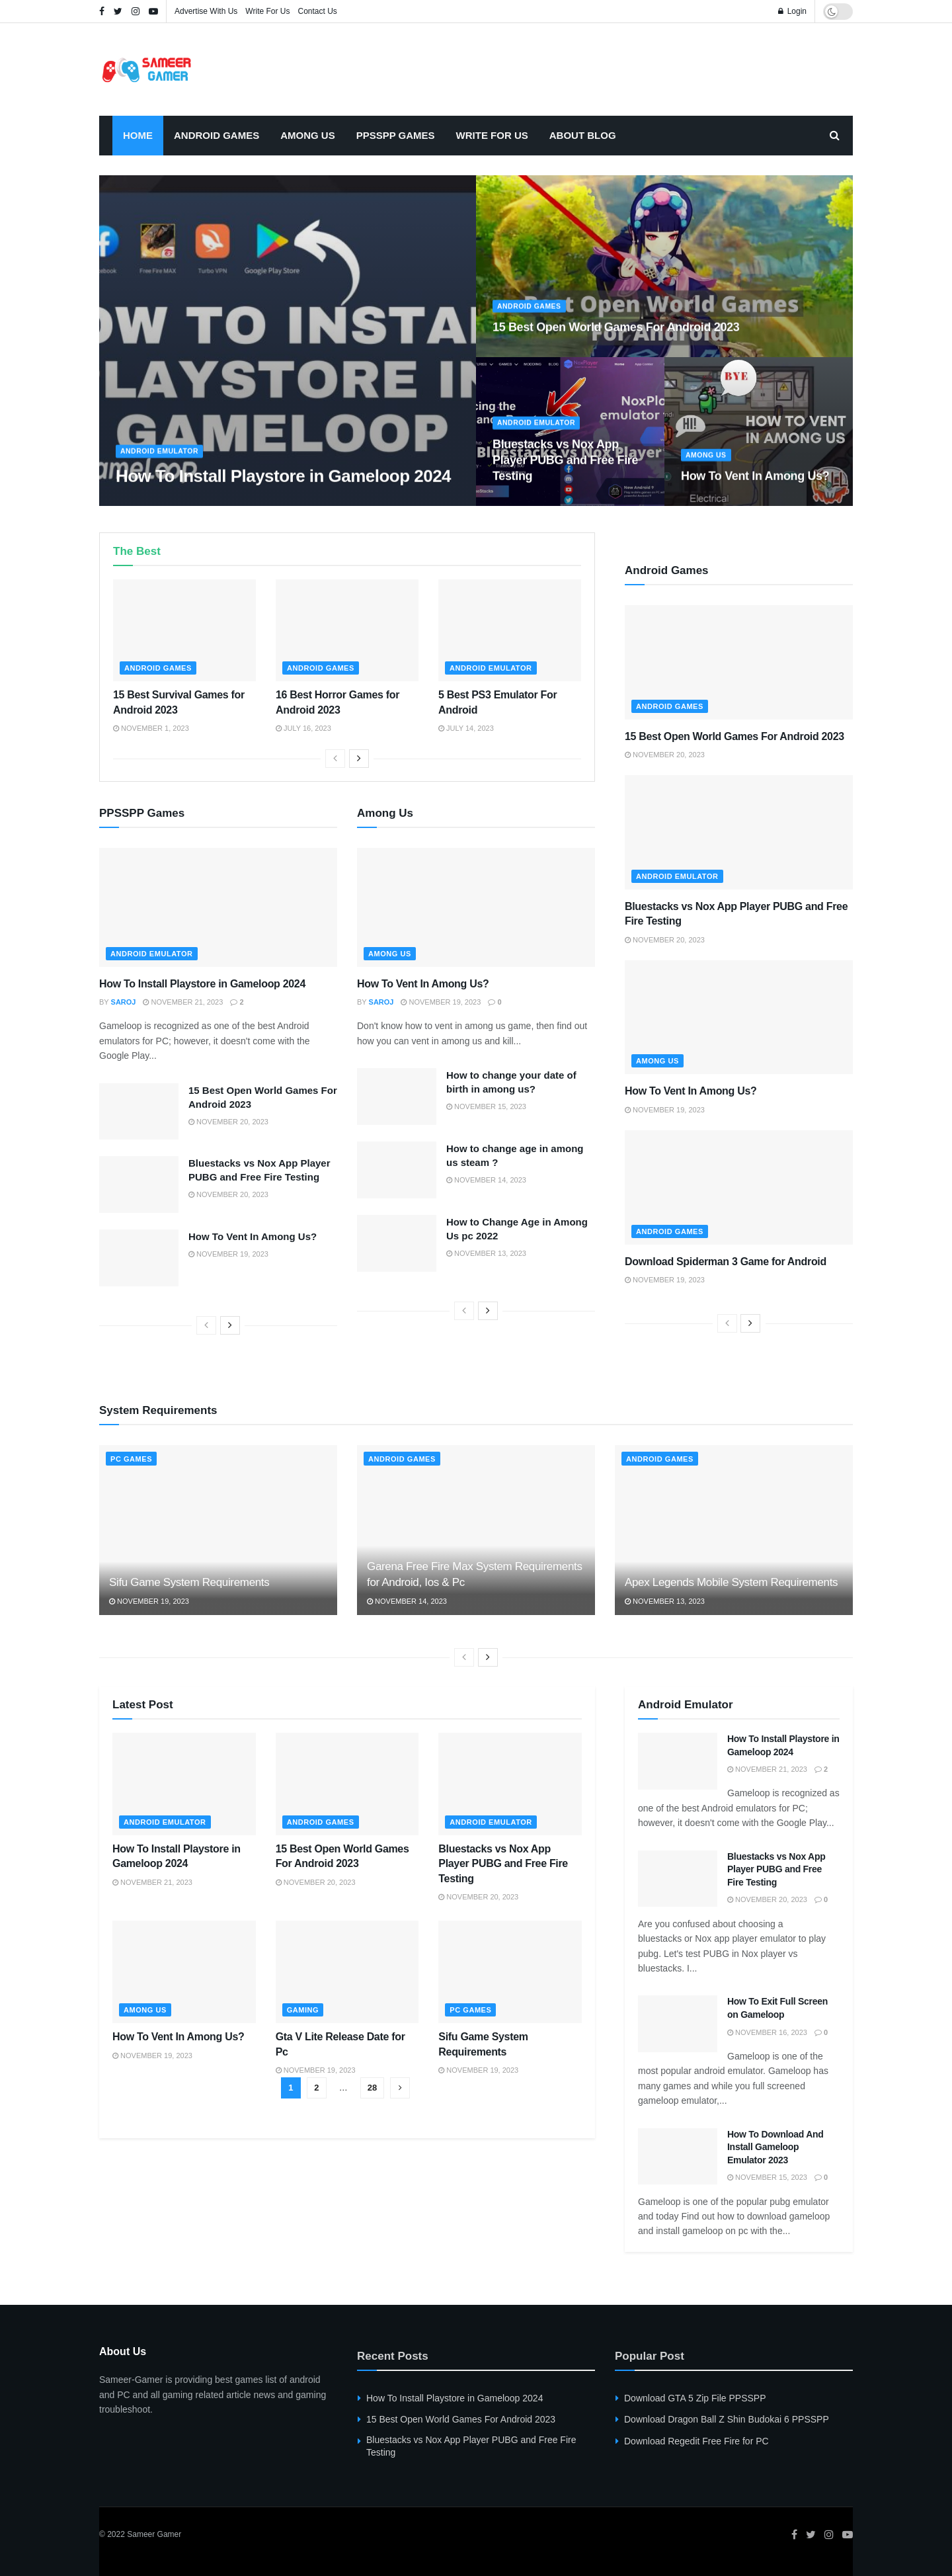 Advertise With Us Write For Us Contact Us
Login
SAMEER
GAMER
HOME ANDROID GAMES AMONG US PPSSPP GAMES WRITE FOR US ABOUT BLOG
Free Fire MAX Turbo VPN Google Play Store
HOW TO INSTALL
PLAYSTORE IN
GAMELOOP
ANDROID EMULATOR
How To Install Playstore in Gameloop 2024
Best Open World Games
For Android
ANDROID GAMES
15 Best Open World Games For Android 2023
NoxPlayer
ANDROID EMULATOR
Bluestacks vs Nox App
Player PUBG and Free Fire
Testing
BYE
HI!
HOW TO VENT
IN AMONG US
AMONG US
How To Vent In Among Us?
Electrical
The Best
ANDROID GAMES
15 Best Survival Games for
Android 2023
NOVEMBER 1, 2023
ANDROID GAMES
16 Best Horror Games for
Android 2023
JULY 16, 2023
ANDROID EMULATOR
5 Best PS3 Emulator For
Android
JULY 14, 2023
PPSSPP Games
ANDROID EMULATOR
How To Install Playstore in Gameloop 2024
BY SAROJ NOVEMBER 21, 2023 2
Gameloop is recognized as one of the best Android
emulators for PC; however, it doesn't come with the
Google Play...
15 Best Open World Games For
Android 2023
NOVEMBER 20, 2023
Bluestacks vs Nox App Player
PUBG and Free Fire Testing
NOVEMBER 20, 2023
How To Vent In Among Us?
NOVEMBER 19, 2023
Among Us
AMONG US
How To Vent In Among Us?
BY SAROJ NOVEMBER 19, 2023 0
Don't know how to vent in among us game, then find out
how you can vent in among us and kill...
How to change your date of
birth in among us?
NOVEMBER 15, 2023
How to change age in among
us steam ?
NOVEMBER 14, 2023
How to Change Age in Among
Us pc 2022
NOVEMBER 13, 2023
Android Games
ANDROID GAMES
15 Best Open World Games For Android 2023
NOVEMBER 20, 2023
ANDROID EMULATOR
Bluestacks vs Nox App Player PUBG and Free
Fire Testing
NOVEMBER 20, 2023
AMONG US
How To Vent In Among Us?
NOVEMBER 19, 2023
ANDROID GAMES
Download Spiderman 3 Game for Android
NOVEMBER 19, 2023
System Requirements
PC GAMES
Sifu Game System Requirements
NOVEMBER 19, 2023
ANDROID GAMES
Garena Free Fire Max System Requirements
for Android, Ios & Pc
NOVEMBER 14, 2023
ANDROID GAMES
Apex Legends Mobile System Requirements
NOVEMBER 13, 2023
Latest Post
ANDROID EMULATOR
How To Install Playstore in
Gameloop 2024
NOVEMBER 21, 2023
ANDROID GAMES
15 Best Open World Games
For Android 2023
NOVEMBER 20, 2023
ANDROID EMULATOR
Bluestacks vs Nox App
Player PUBG and Free Fire
Testing
NOVEMBER 20, 2023
AMONG US
How To Vent In Among Us?
NOVEMBER 19, 2023
GAMING
Gta V Lite Release Date for
Pc
NOVEMBER 19, 2023
PC GAMES
Sifu Game System
Requirements
NOVEMBER 19, 2023
1 2 … 28
Android Emulator
How To Install Playstore in
Gameloop 2024
NOVEMBER 21, 2023 2
Gameloop is recognized as
one of the best Android emulators for PC;
however, it doesn't come with the Google Play...
Bluestacks vs Nox App
Player PUBG and Free
Fire Testing
NOVEMBER 20, 2023 0
Are you confused about choosing a
bluestacks or Nox app player emulator to play
pubg. Let's test PUBG in Nox player vs
bluestacks. I...
How To Exit Full Screen
on Gameloop
NOVEMBER 16, 2023 0
Gameloop is one of the
most popular android emulator. Gameloop has
many games and while you full screened
gameloop emulator,...
How To Download And
Install Gameloop
Emulator 2023
NOVEMBER 15, 2023 0
Gameloop is one of the popular pubg emulator
and today Find out how to download gameloop
and install gameloop on pc with the...
About Us
Sameer-Gamer is providing best games list of android
and PC and all gaming related article news and gaming
troubleshoot.
Recent Posts
How To Install Playstore in Gameloop 2024
15 Best Open World Games For Android 2023
Bluestacks vs Nox App Player PUBG and Free Fire
Testing
Popular Post
Download GTA 5 Zip File PPSSPP
Download Dragon Ball Z Shin Budokai 6 PPSSPP
Download Regedit Free Fire for PC
© 2022 Sameer Gamer